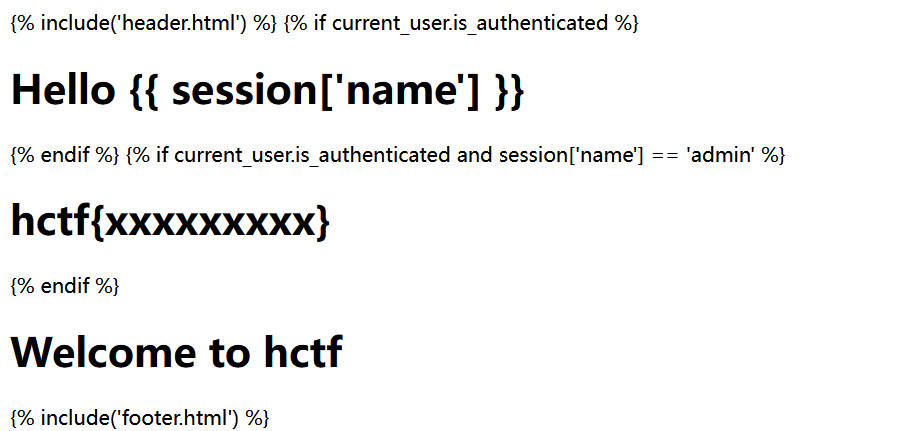 {% include('header.html') %} {% if current_user.is_authenticated %}
Hello {{ session['name'] }}
{% endif %} {% if current_user.is_authenticated and session['name'] == 'admin' %}
hctf{xxxxxxxxx}
{% endif %}
Welcome to hctf
{% include('footer.html') %}